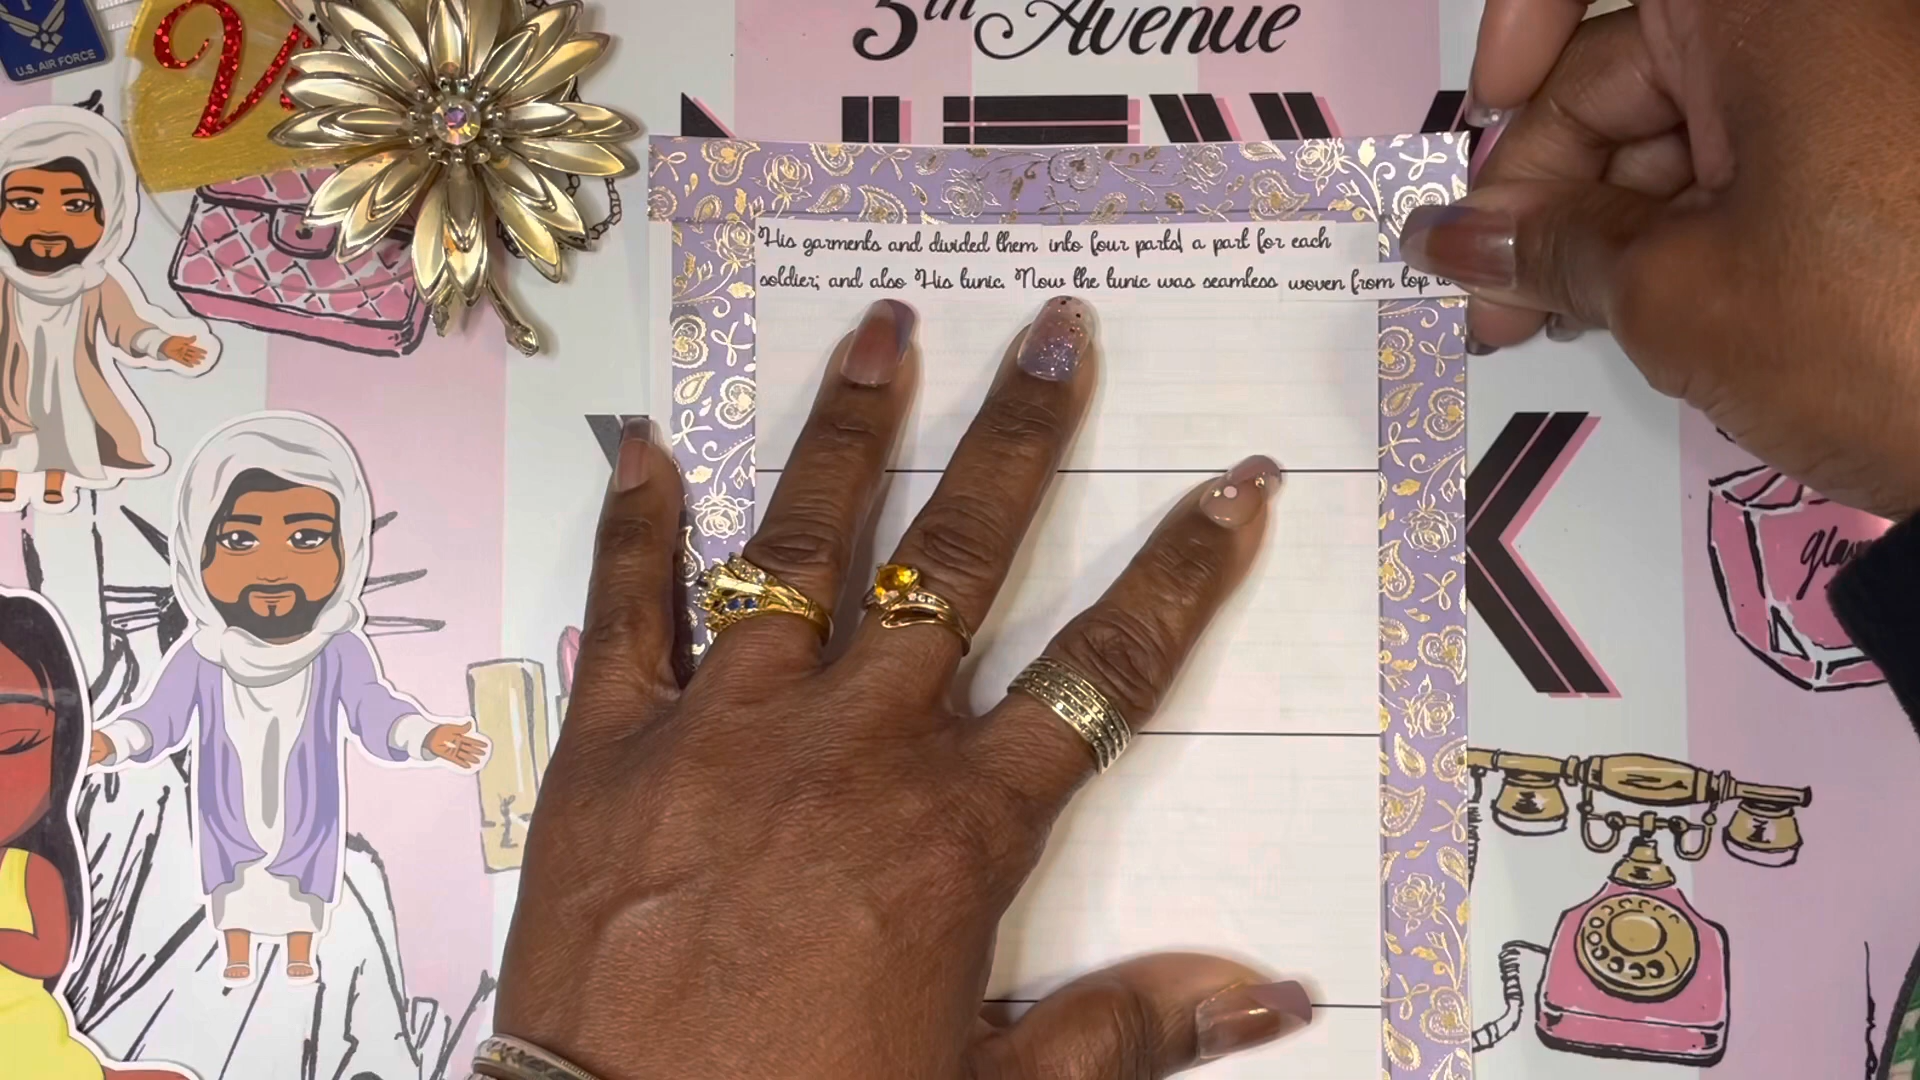 U.S. AIR FORCE
V
5th Avenue
NEW
His garments and divided them into four parts, a part for each
soldier; and also His tunic. Now the tunic was seamless woven from top
K